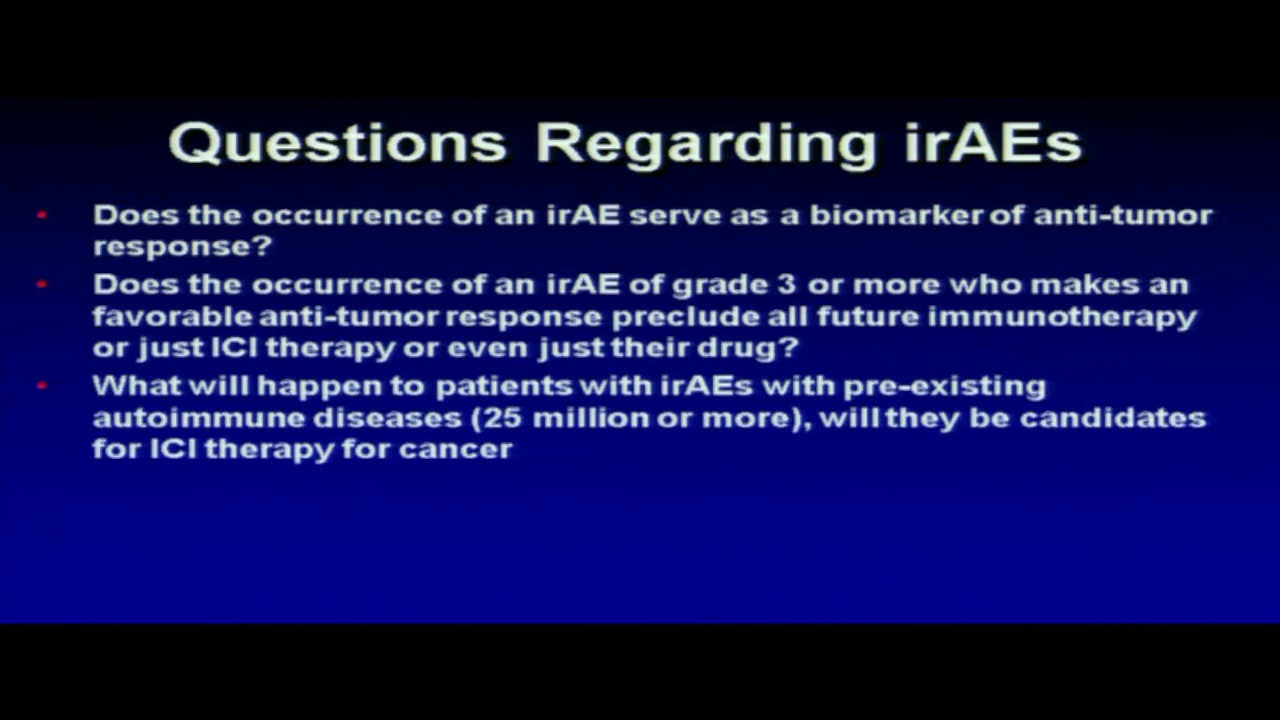 Questions Regarding irAEs
• Does the occurrence of an irAE serve as a biomarker of anti-tumor
response?
• Does the occurrence of an irAE of grade 3 or more who makes an
favorable anti-tumor response preclude all future immunotherapy
or just ICI therapy or even just their drug?
• What will happen to patients with irAEs with pre-existing
autoimmune diseases (25 million or more), will they be candidates
for ICI therapy for cancer